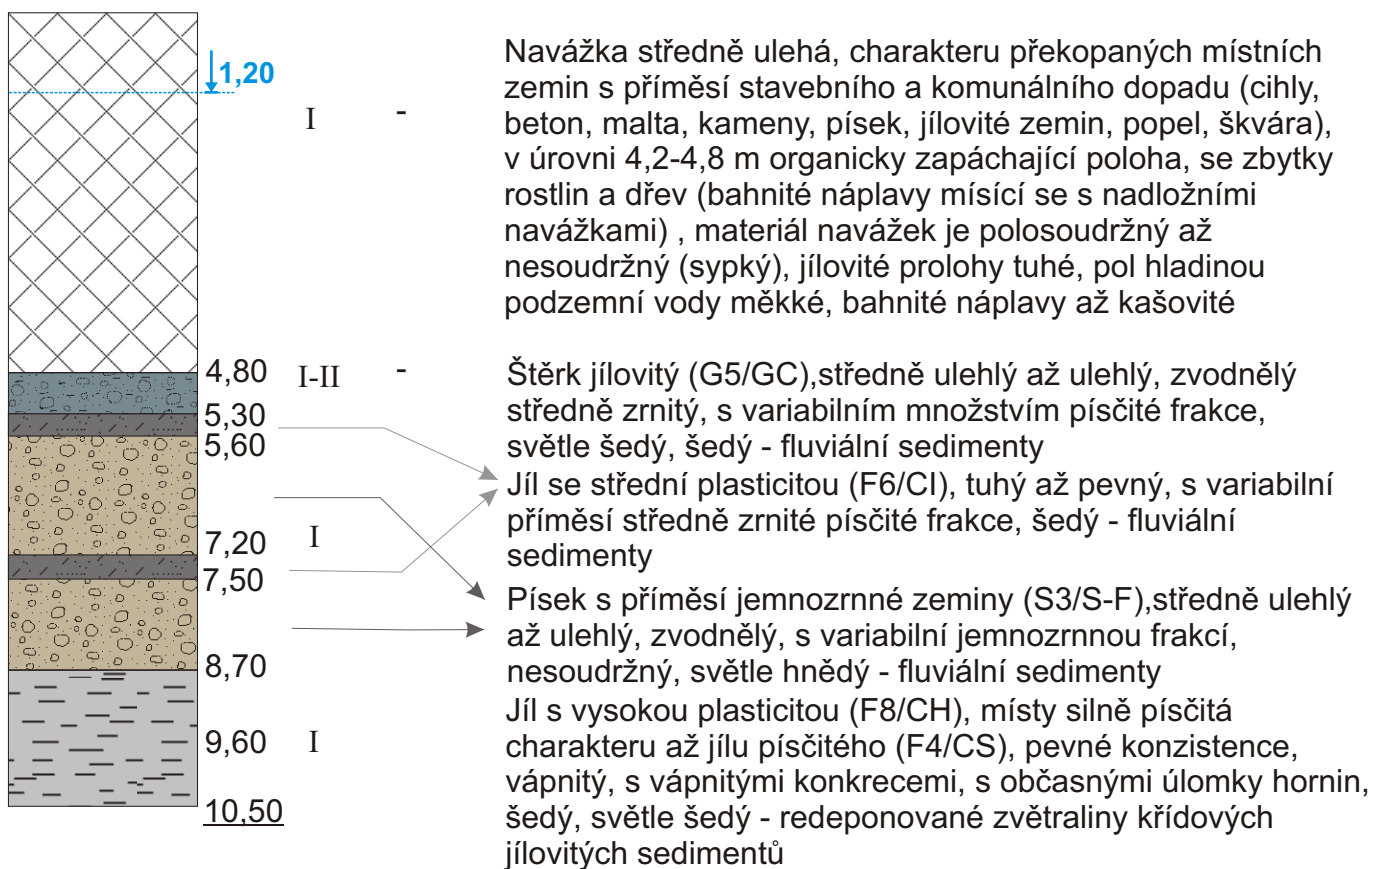 1,20
I -
Navážka středně ulehá, charakteru překopaných místních
zemin s příměsí stavebního a komunálního dopadu (cihly,
beton, malta, kameny, písek, jílovité zemin, popel, škvára),
v úrovni 4,2-4,8 m organicky zapáchající poloha, se zbytky
rostlin a dřev (bahnité náplavy mísící se s nadložními
navážkami) , materiál navážek je polosoudržný až
nesoudržný (sypký), jílovité prolohy tuhé, pol hladinou
podzemní vody měkké, bahnité náplavy až kašovité
4,80 I-II -
Štěrk jílovitý (G5/GC),středně ulehlý až ulehlý, zvodnělý
středně zrnitý, s variabilním množstvím písčité frakce,
světle šedý, šedý - fluviální sedimenty
5,30
5,60
Jíl se střední plasticitou (F6/CI), tuhý až pevný, s variabilní
příměsí středně zrnité písčité frakce, šedý - fluviální
sedimenty
7,20 I
7,50
Písek s příměsí jemnozrnné zeminy (S3/S-F),středně ulehlý
až ulehlý, zvodnělý, s variabilní jemnozrnnou frakcí,
nesoudržný, světle hnědý - fluviální sedimenty
8,70
Jíl s vysokou plasticitou (F8/CH), místy silně písčitá
charakteru až jílu písčitého (F4/CS), pevné konzistence,
vápnitý, s vápnitými konkrecemi, s občasnými úlomky hornin,
šedý, světle šedý - redeponované zvětraliny křídových
jílovitých sedimentů
9,60 I
10,50